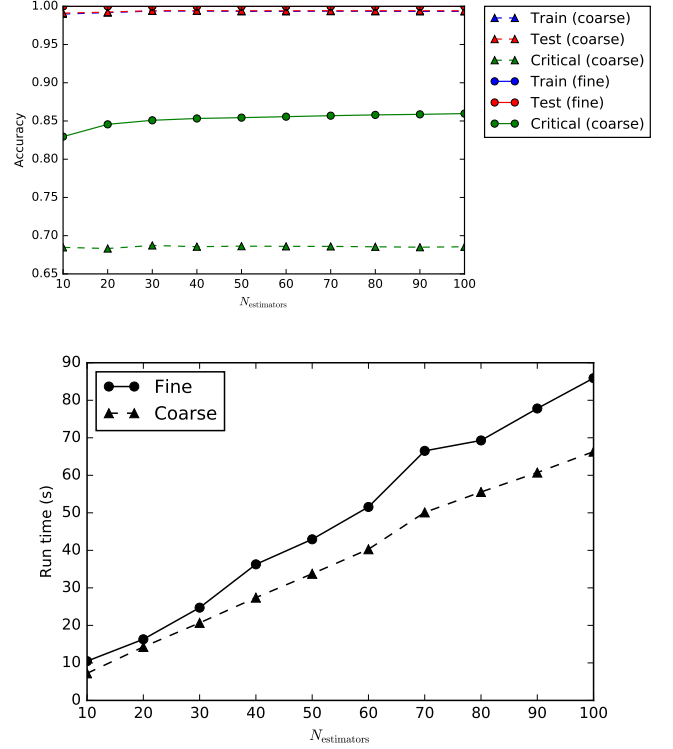 1.00
0.95
0.90
0.85
0.80
0.75
0.70
0.65
Accuracy
10 20 30 40 50 60 70 80 90 100
N_estimators
Train (coarse)
Test (coarse)
Critical (coarse)
Train (fine)
Test (fine)
Critical (coarse)
90
80
70
60
50
40
30
20
10
0
Run time (s)
Fine
Coarse
10 20 30 40 50 60 70 80 90 100
N_estimators